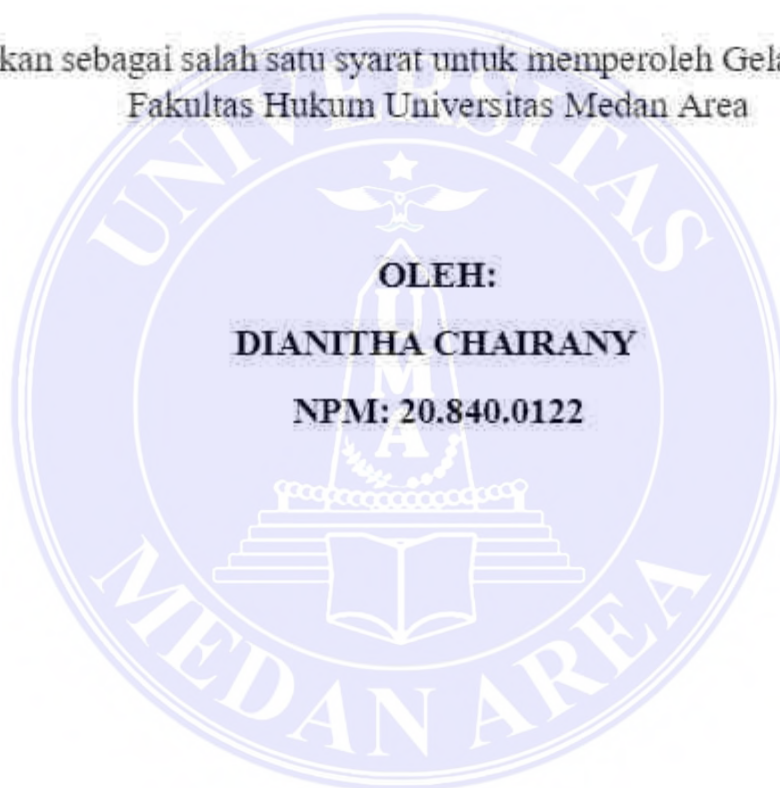 kan sebagai salah satu syarat untuk memperoleh Gela
Fakultas Hukum Universitas Medan Area
UNIVERSITAS
OLEH:
DIANITHA CHAIRANY
NPM: 20.840.0122
UMA
MEDAN AREA